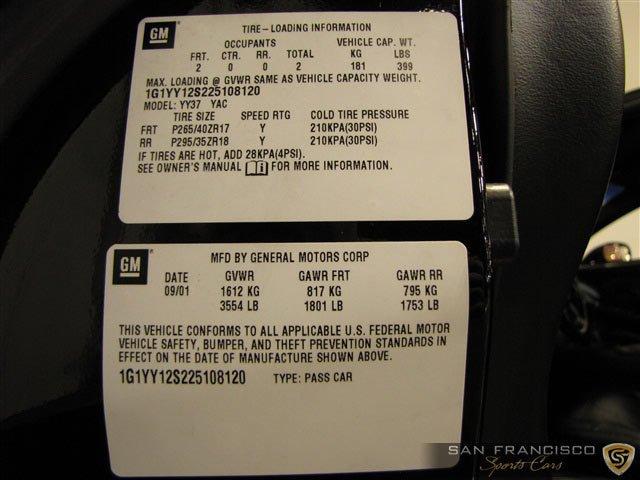 GM
TIRE-LOADING INFORMATION
OCCUPANTS VEHICLE CAP. WT.
FRT. CTR. RR. TOTAL KG LBS
2 0 0 2 181 399
MAX. LOADING @ GVWR SAME AS VEHICLE CAPACITY WEIGHT.
1G1YY12S225108120
MODEL: YY37 YAC
TIRE SIZE SPEED RTG COLD TIRE PRESSURE
FRT P265/40ZR17 Y 210KPA(30PSI)
RR P295/35ZR18 Y 210KPA(30PSI)
IF TIRES ARE HOT, ADD 28KPA(4PSI).
SEE OWNER'S MANUAL FOR MORE INFORMATION.
GM
MFD BY GENERAL MOTORS CORP
DATE GVWR GAWR FRT GAWR RR
09/01 1612 KG 817 KG 795 KG
3554 LB 1801 LB 1753 LB
THIS VEHICLE CONFORMS TO ALL APPLICABLE U.S. FEDERAL MOTOR
VEHICLE SAFETY, BUMPER, AND THEFT PREVENTION STANDARDS IN
EFFECT ON THE DATE OF MANUFACTURE SHOWN ABOVE.
1G1YY12S225108120 TYPE: PASS CAR
SAN FRANCISCO
Sports Cars
S